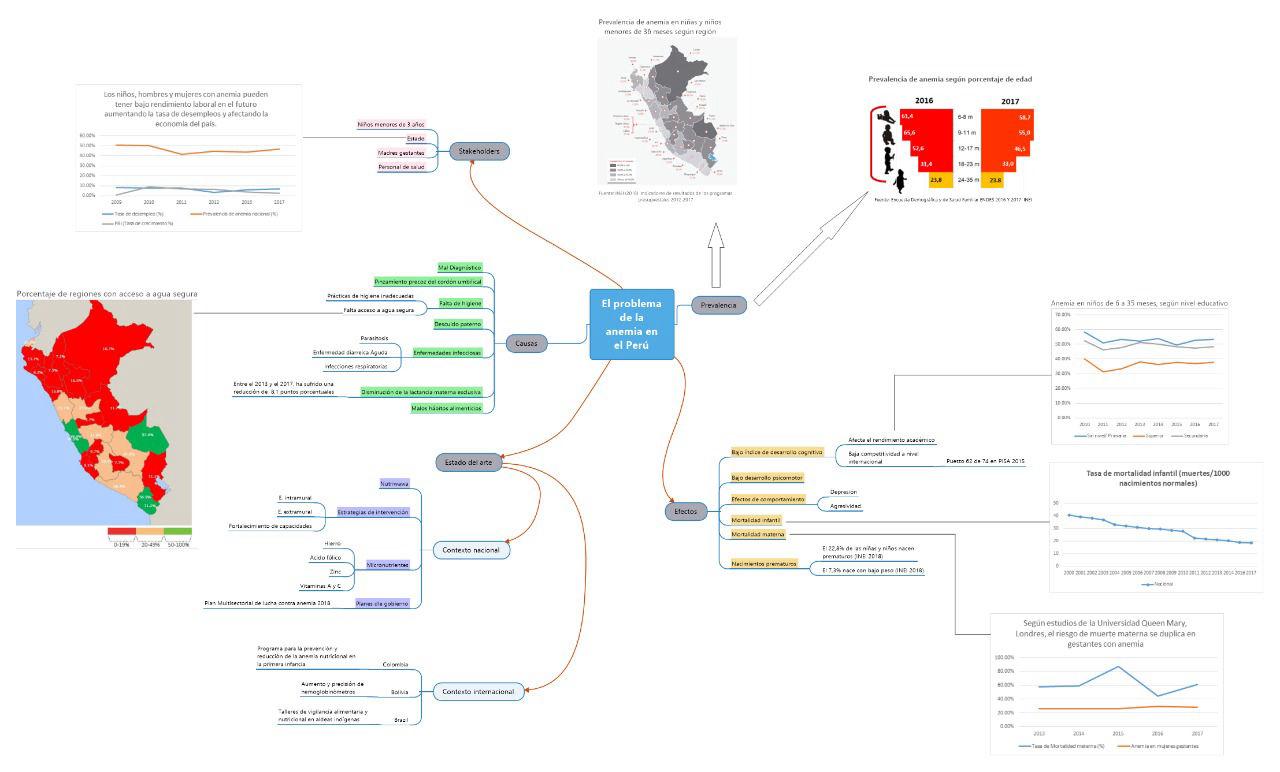 Prevalencia de anemia en niñas y niños
menores de 36 meses según región
Fuente: INEI (2018). Indicadores de resultados de los programas
presupuestales 2012-2017
Prevalencia de anemia según porcentaje de edad
2016
2017
61,4
6-8 m
58,7
65,6
9-11 m
55,0
52,6
12-17 m
46,5
31,4
18-23 m
33,0
23,8
24-35 m
23.8
Fuente: Encuesta Demográfica y de Salud Familiar ENDES 2016 Y 2017 INEI
Los niños, hombres y mujeres con anemia pueden
tener bajo rendimiento laboral en el futuro
aumentando la tasa de desempleos y afectando la
economía del país.
60.00%
50.00%
40.00%
30.00%
20.00%
10.00%
0.00%
2009
2010
2011
2012
2016
2017
Tasa de desempleo (%)
Prevalencia de anemia nacional (%)
PBI (Tasa de crecimiento %)
Niños menores de 3 años
Estado
Madres gestantes
Personal de salud
Stakeholders
El problema
de la
anemia en
el Perú
Prevalencia
Causas
Mal Diagnóstico
Pinzamiento precoz del cordón umbilical
Prácticas de higiene inadecuadas
Falta acceso a agua segura
Falta de higiene
Descuido paterno
Parasitosis
Enfermedad diarreica Aguda
Infecciones respiratorias
Enfermedades infecciosas
Entre el 2013 y el 2017, ha sufrido una
reducción de 8.1 puntos porcentuales
Disminución de la lactancia materna exclusiva
Malos hábitos alimenticios
Porcentaje de regiones con acceso a agua segura
0-19%
20-49%
50-100%
Estado del arte
Contexto nacional
Nutriwawa
E. intramural
E. extramural
Fortalecimiento de capacidades
Estrategias de intervención
Hierro
Ácido fólico
Zinc
Vitaminas A y C
Micronutrientes
Plan Multisectorial de lucha contra anemia 2018
Planes de gobierno
Contexto internacional
Programa para la prevención y
reducción de la anemia nutricional en
la primera infancia
Colombia
Aumento y precisión de
hemoglobinómetros
Bolivia
Talleres de vigilancia alimentaria y
nutricional en aldeas indígenas
Brazil
Efectos
Bajo índice de desarrollo cognitivo
Afecta el rendimiento académico
Baja competitividad a nivel
internacional
Puesto 62 de 74 en PISA 2015
Bajo desarrollo psicomotor
Efectos de comportamiento
Depresion
Agresividad
Mortalidad infantil
Mortalidad materna
Nacimientos prematuros
El 22,8% de las niñas y niños nacen
prematuros (INEI 2018)
El 7,3% nace con bajo peso (INEI 2018)
Anemia en niños de 6 a 35 meses, según nivel educativo
70.00%
60.00%
50.00%
40.00%
30.00%
20.00%
10.00%
0.00%
2010
2011
2012
2013
2014
2015
2016
2017
Sin nivel/ Primaria
Superior
Secundaria
Tasa de mortalidad infantil (muertes/1000
nacimientos normales)
50
40
30
20
10
0
2000 2001 2002 2003 2004 2005 2006 2007 2008 2009 2010 2011 2012 2013 2014 2016 2017
Nacional
Según estudios de la Universidad Queen Mary,
Londres, el riesgo de muerte materna se duplica en
gestantes con anemia
100.00%
80.00%
60.00%
40.00%
20.00%
0.00%
2013
2014
2015
2016
2017
Tasa de Mortalidad materna (%)
Anemia en mujeres gestantes